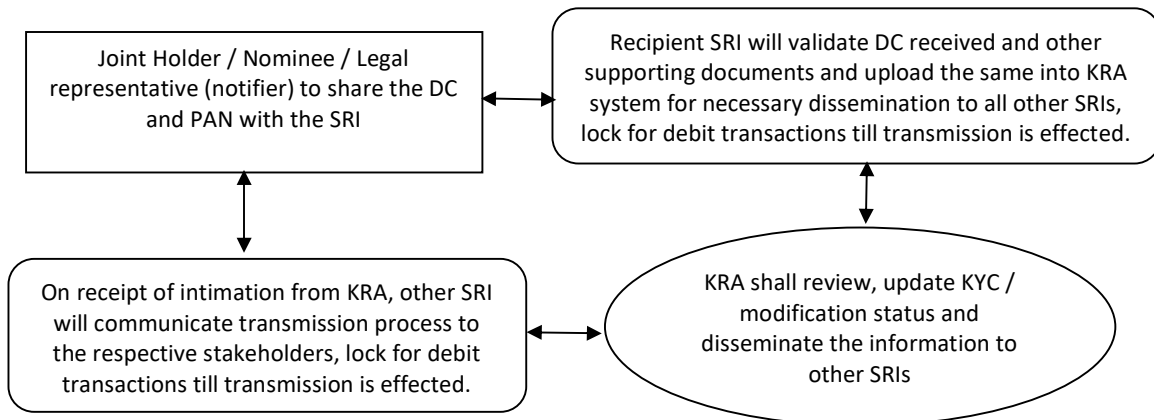 Joint Holder / Nominee / Legal
representative (notifier) to share the DC
and PAN with the SRI
Recipient SRI will validate DC received and other
supporting documents and upload the same into KRA
system for necessary dissemination to all other SRIs,
lock for debit transactions till transmission is effected.
On receipt of intimation from KRA, other SRI
will communicate transmission process to
the respective stakeholders, lock for debit
transactions till transmission is effected.
KRA shall review, update KYC /
modification status and
disseminate the information to
other SRIs